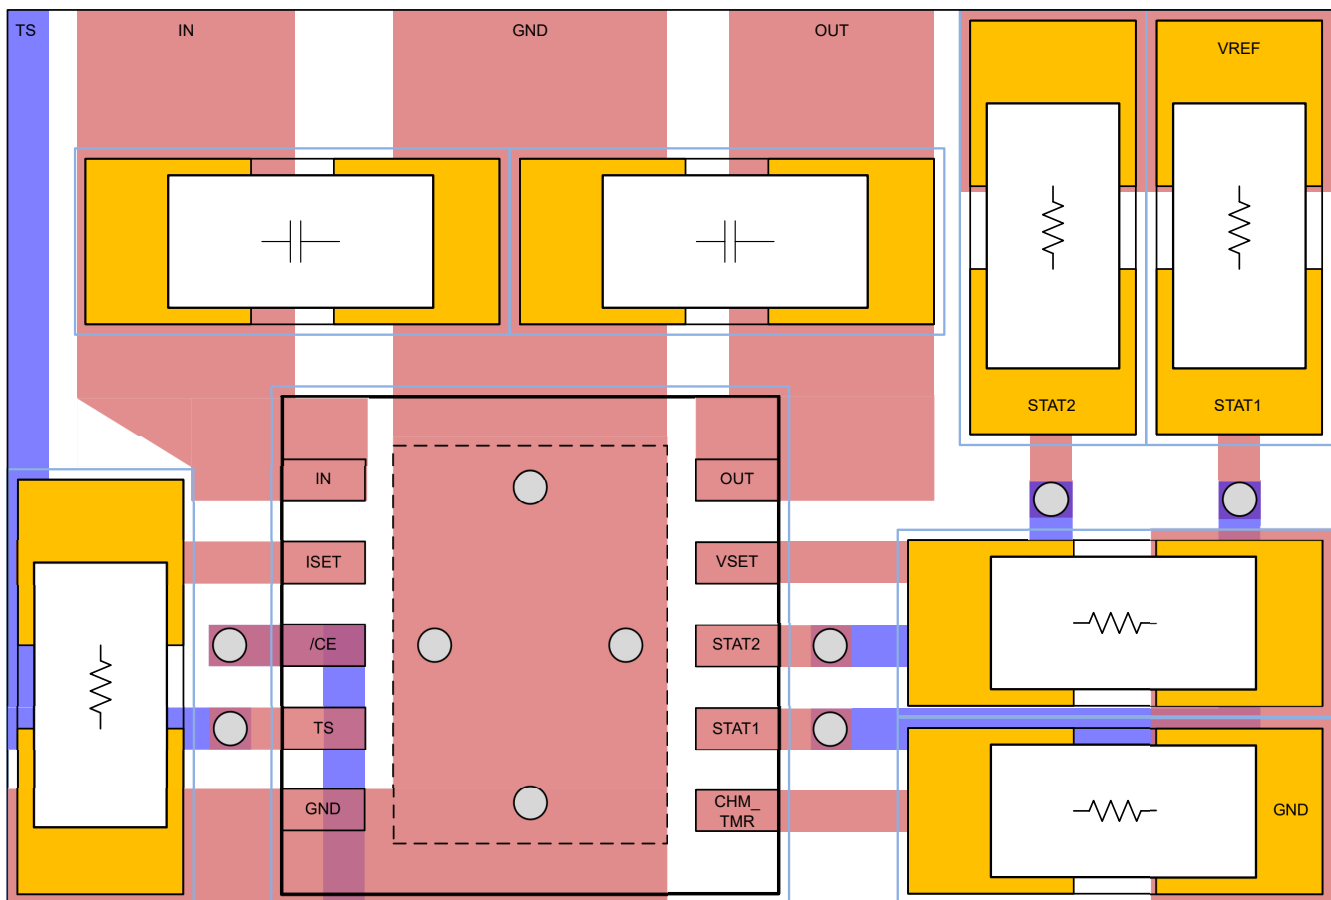 TS
IN
GND
OUT
VREF
STAT2
STAT1
IN
OUT
ISET
VSET
/CE
STAT2
TS
STAT1
GND
CHM_
TMR
GND